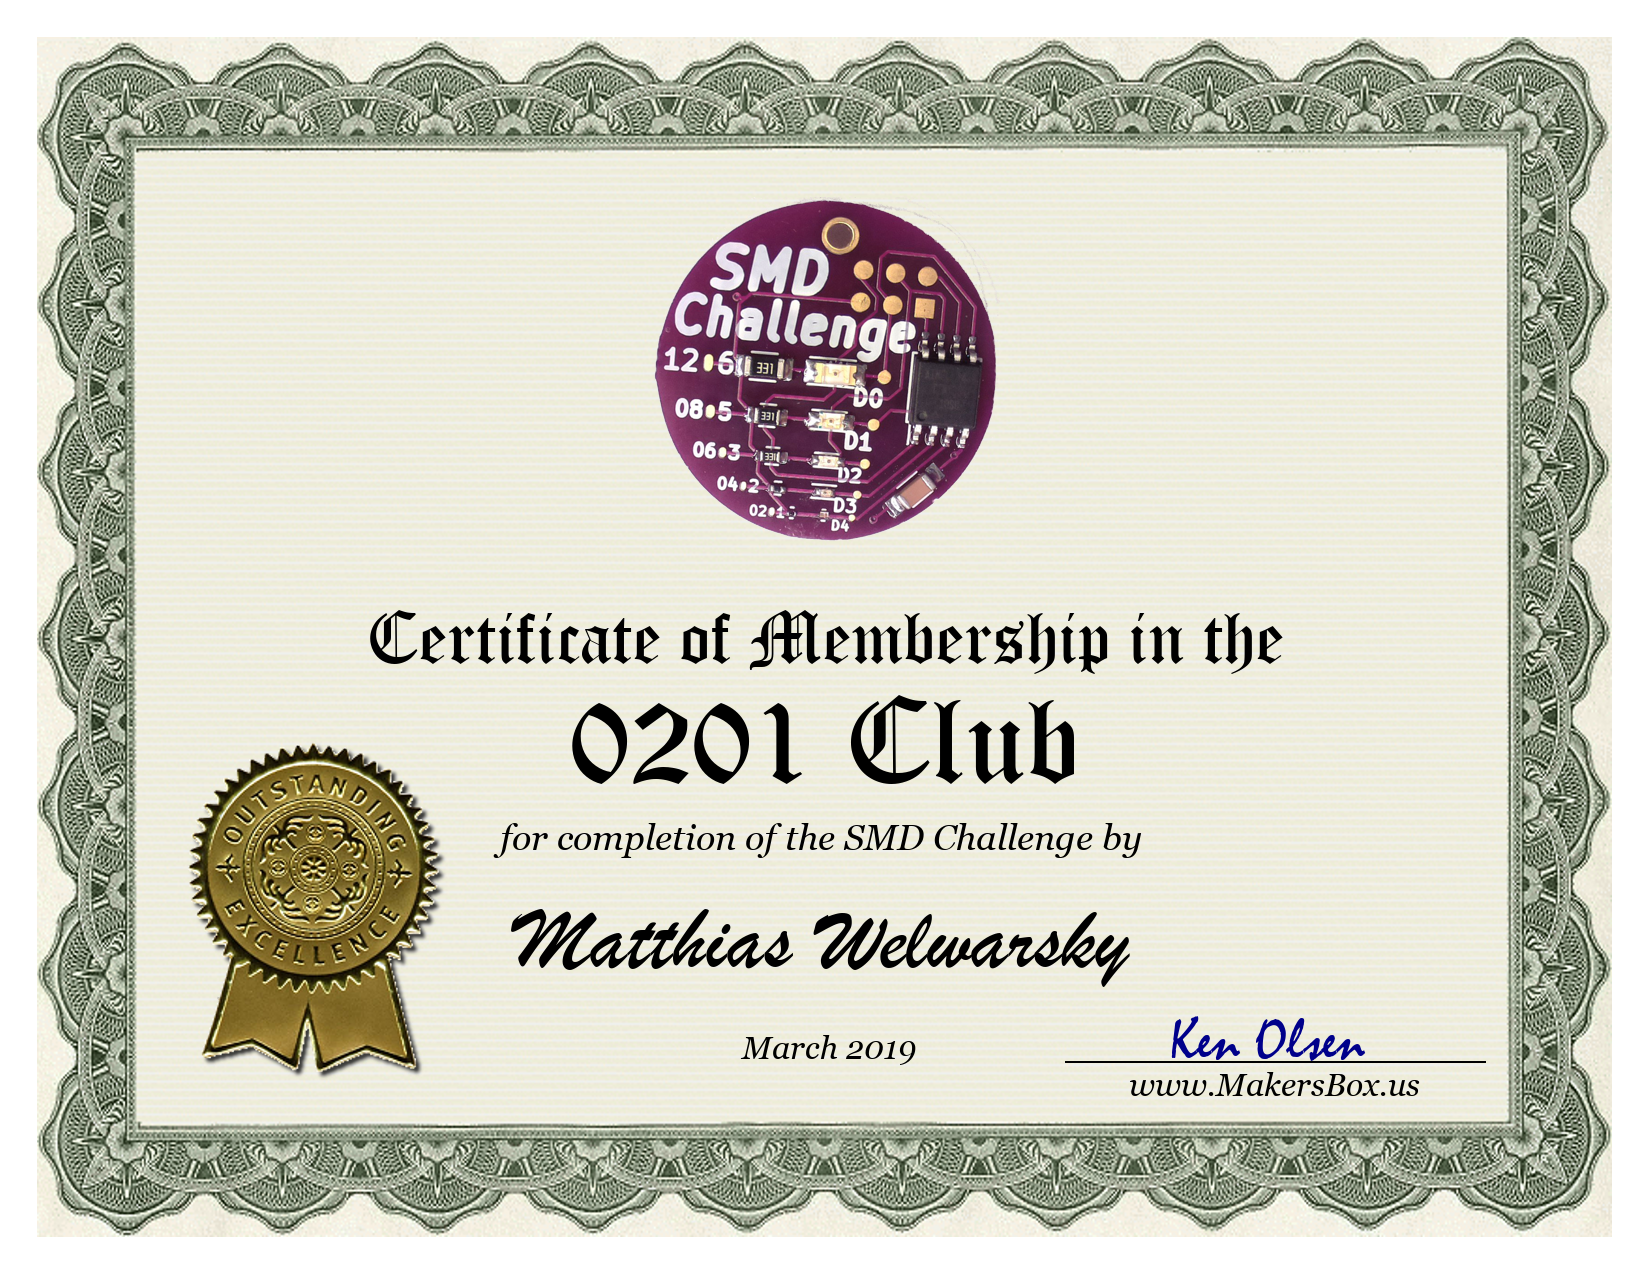 SMD
Challenge
12 6 331
D0
08 5 331
D1
06 3 331
D2
04 2
D3
02 1
D4
Certificate of Membership in the
0201 Club
for completion of the SMD Challenge by
OUTSTANDING
EXCELLENCE
Matthias Welwarsky
March 2019
Ken Olsen
www.MakersBox.us